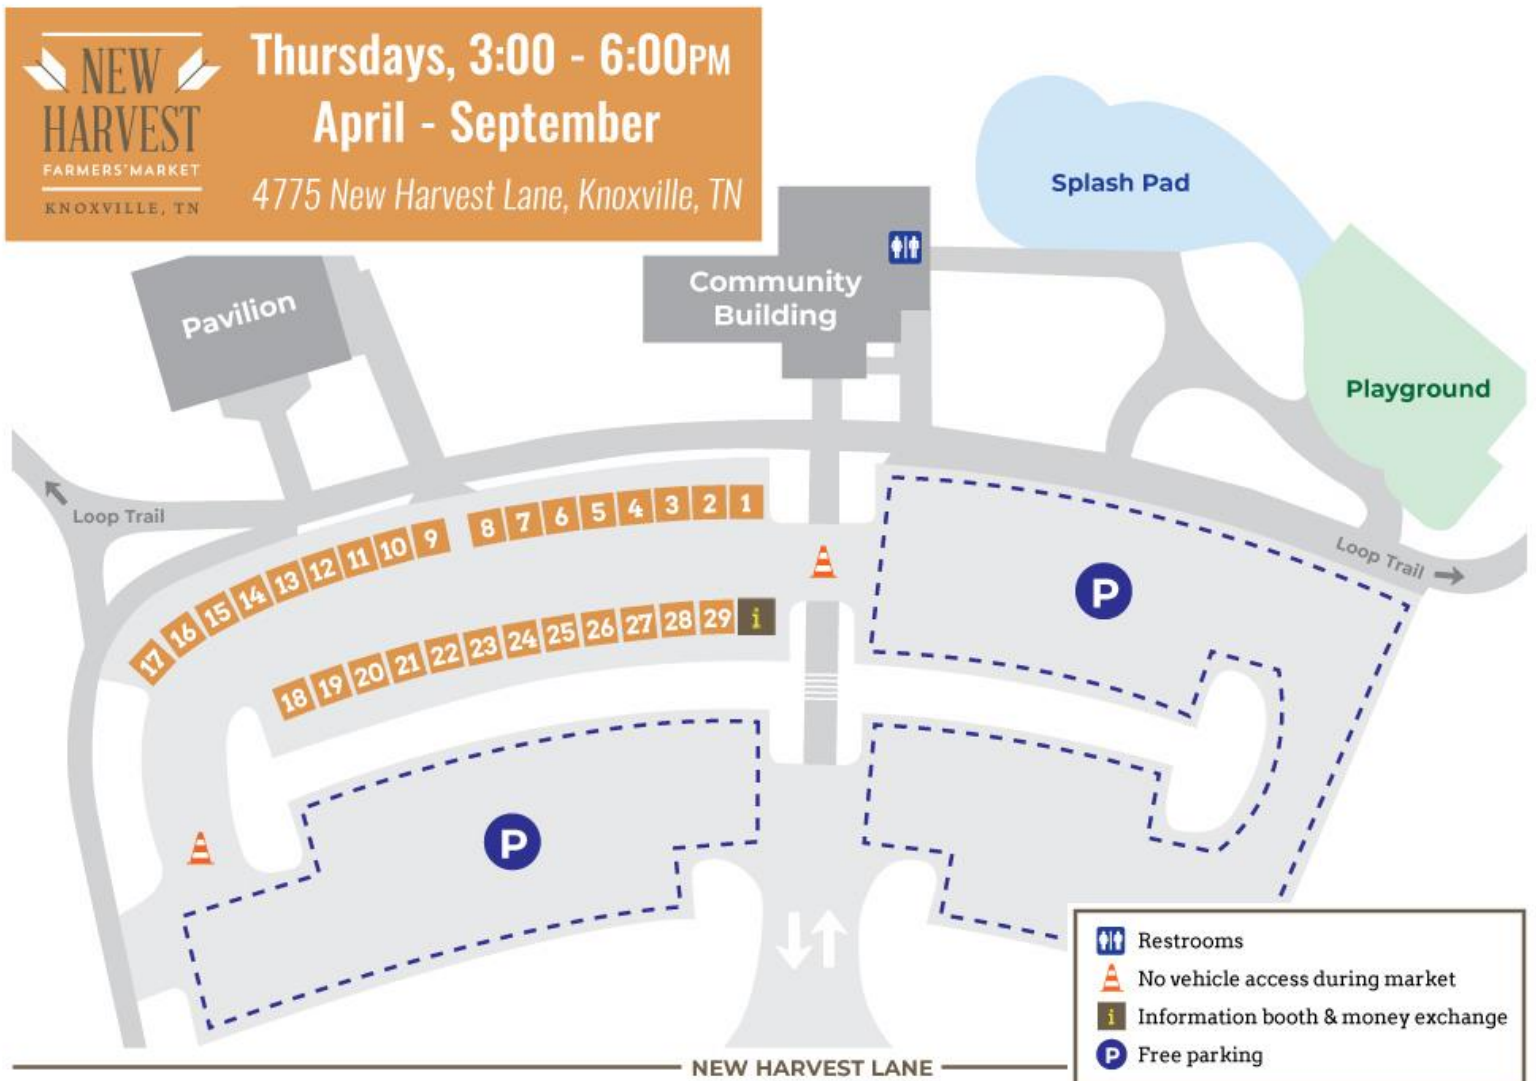 NEW
HARVEST
FARMERS' MARKET
KNOXVILLE, TN
Thursdays, 3:00 - 6:00PM
April - September
4775 New Harvest Lane, Knoxville, TN
Splash Pad
Community
Building
Pavilion
Playground
Loop Trail
Loop Trail
1
2
3
4
5
6
7
8
9
10
11
12
13
14
15
16
17
18
19
20
21
22
23
24
25
26
27
28
29
i
P
P
Restrooms
No vehicle access during market
i Information booth & money exchange
P Free parking
NEW HARVEST LANE